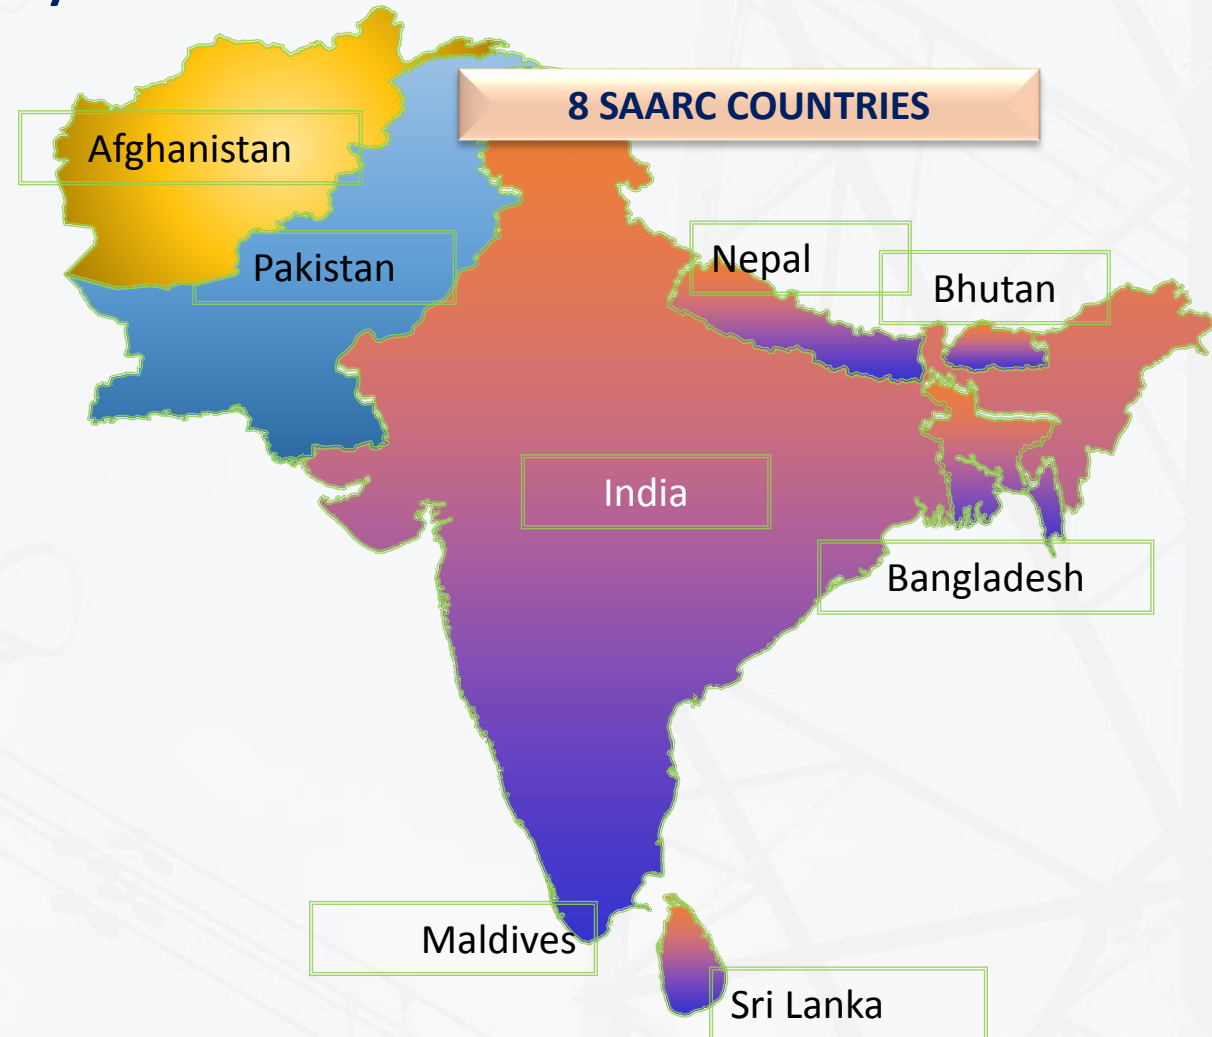 8 SAARC COUNTRIES
Afghanistan
Pakistan
Nepal
Bhutan
India
Bangladesh
Maldives
Sri Lanka